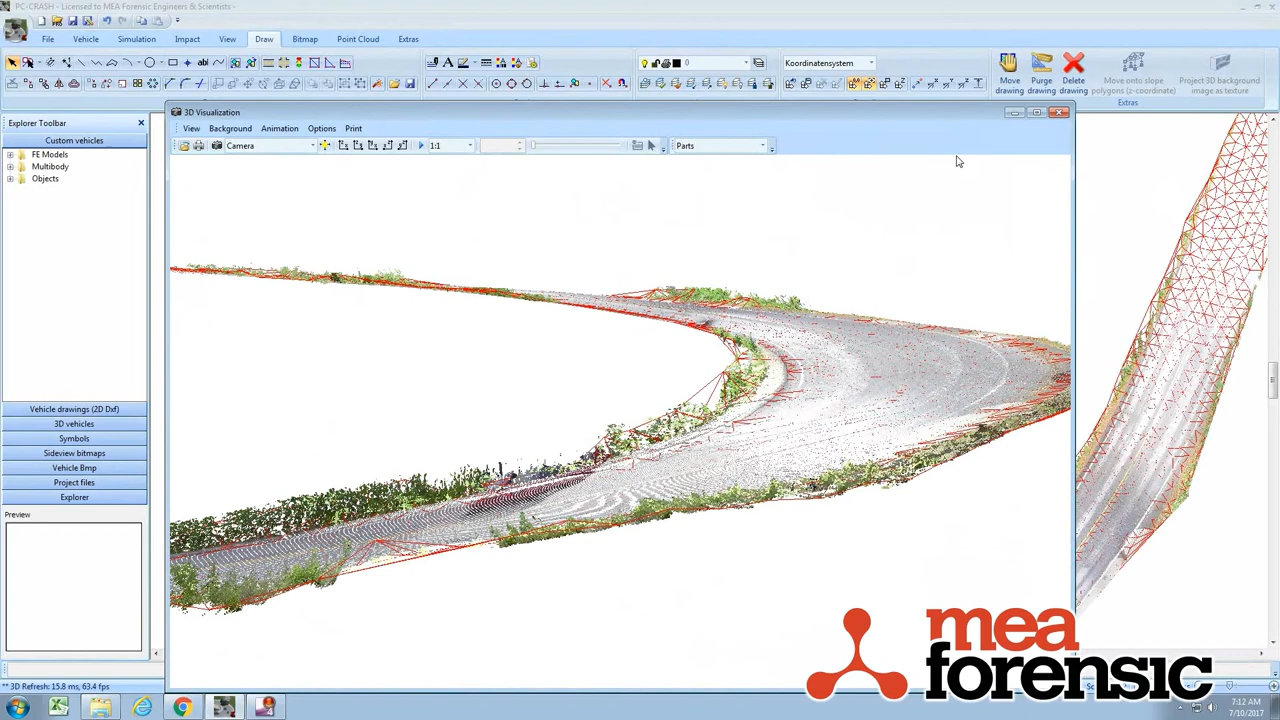 PC-CRASH - Licensed to MEA Forensic Engineers & Scientists -
File Vehicle Simulation Impact View Draw Bitmap Point Cloud Extras
abc
0
Koordinatensystem
Move drawing
Purge drawing
Delete drawing
Move onto slope polygons (z-coordinate)
Project 3D background image as texture
Extras
Explorer Toolbar
Custom vehicles
FE Models
Multibody
Objects
Vehicle drawings (2D Dxf)
3D vehicles
Symbols
Sideview bitmaps
Vehicle Bmp
Project files
Explorer
Preview
3D Visualization
View Background Animation Options Print
Camera
1:1
Parts
mea
forensic
** 3D Refresh: 15.8 ms, 63.4 fps
7:12 AM
7/10/2017